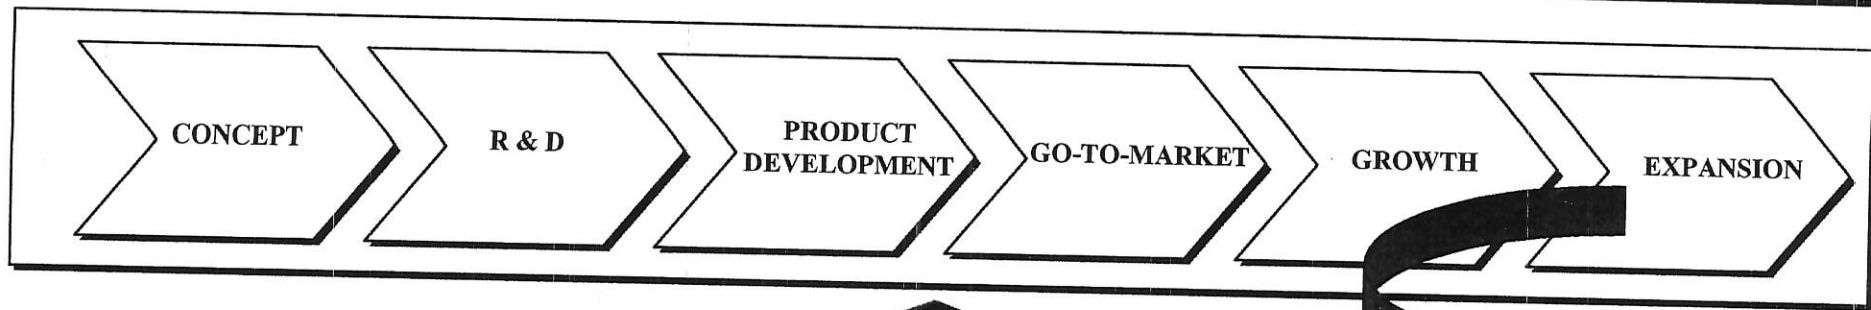 CONCEPT
R & D
PRODUCT
DEVELOPMENT
GO-TO-MARKET
GROWTH
EXPANSION